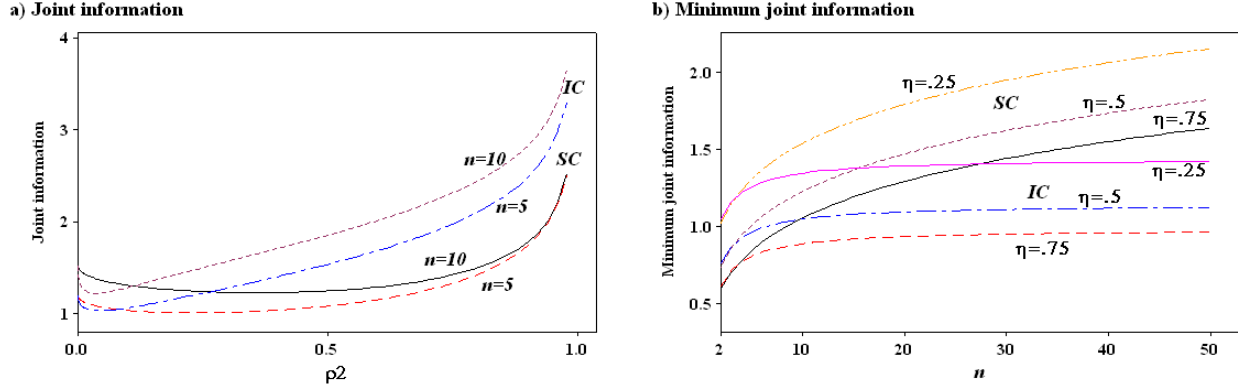 a) Joint information
4
3
2
1
Joint information
IC
n=10
SC
n=5
n=10
n=5
0.0
0.5
1.0
ρ2
b) Minimum joint information
2.0
1.5
1.0
0.5
Minimum joint information
η=.25
SC
η=.5
η=.75
η=.25
IC
η=.5
η=.75
2
10
20
30
40
50
n